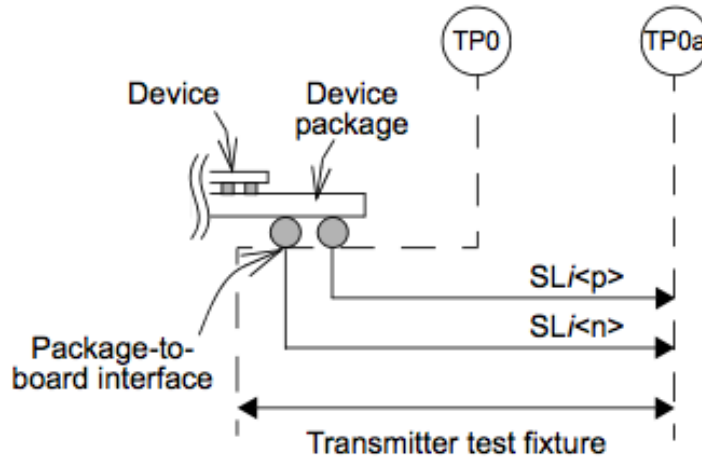 TP0
TP0a
Device
Device
package
SLi<p>
SLi<n>
Package-to-
board interface
Transmitter test fixture